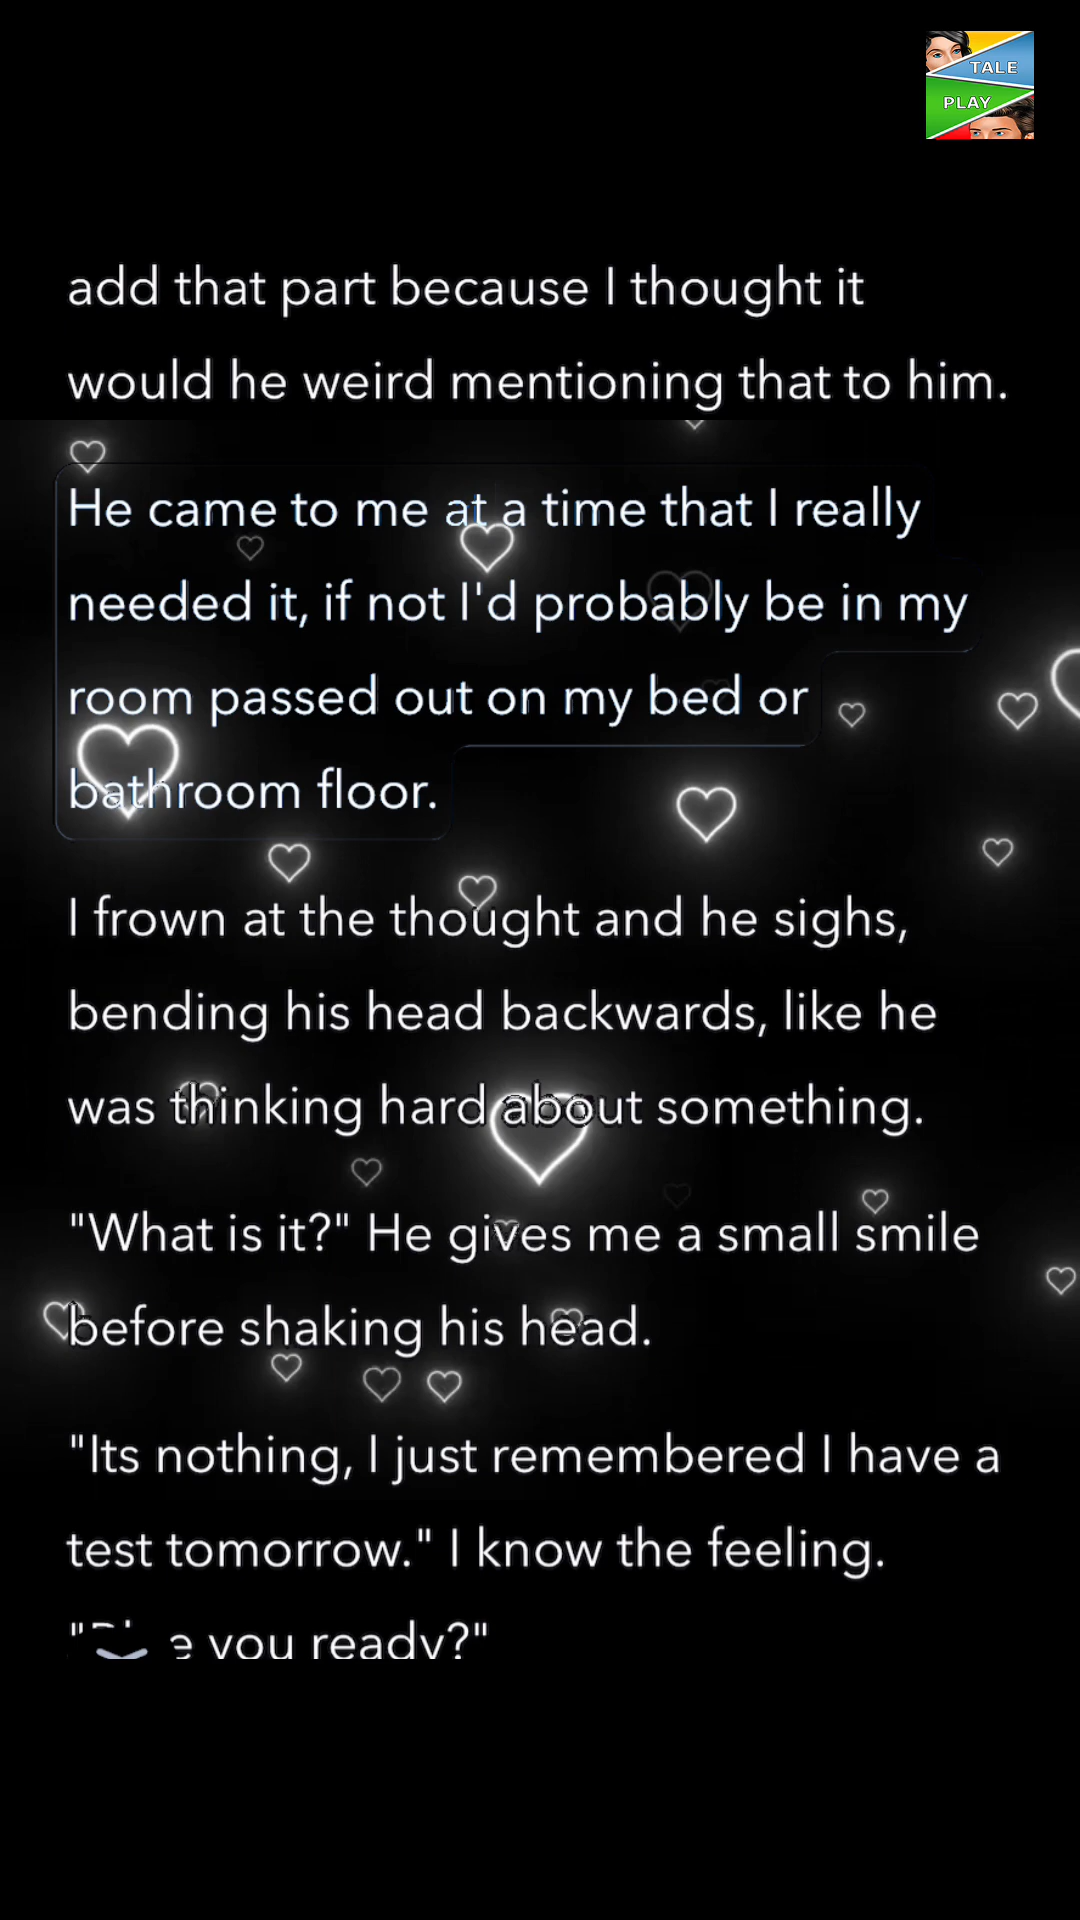 TALE
PLAY
add that part because I thought it
would he weird mentioning that to him.
He came to me at a time that I really
needed it, if not I'd probably be in my
room passed out on my bed or
bathroom floor.
I frown at the thought and he sighs,
bending his head backwards, like he
was thinking hard about something.
"What is it?" He gives me a small smile
before shaking his head.
"Its nothing, I just remembered I have a
test tomorrow." I know the feeling.
you ready?"